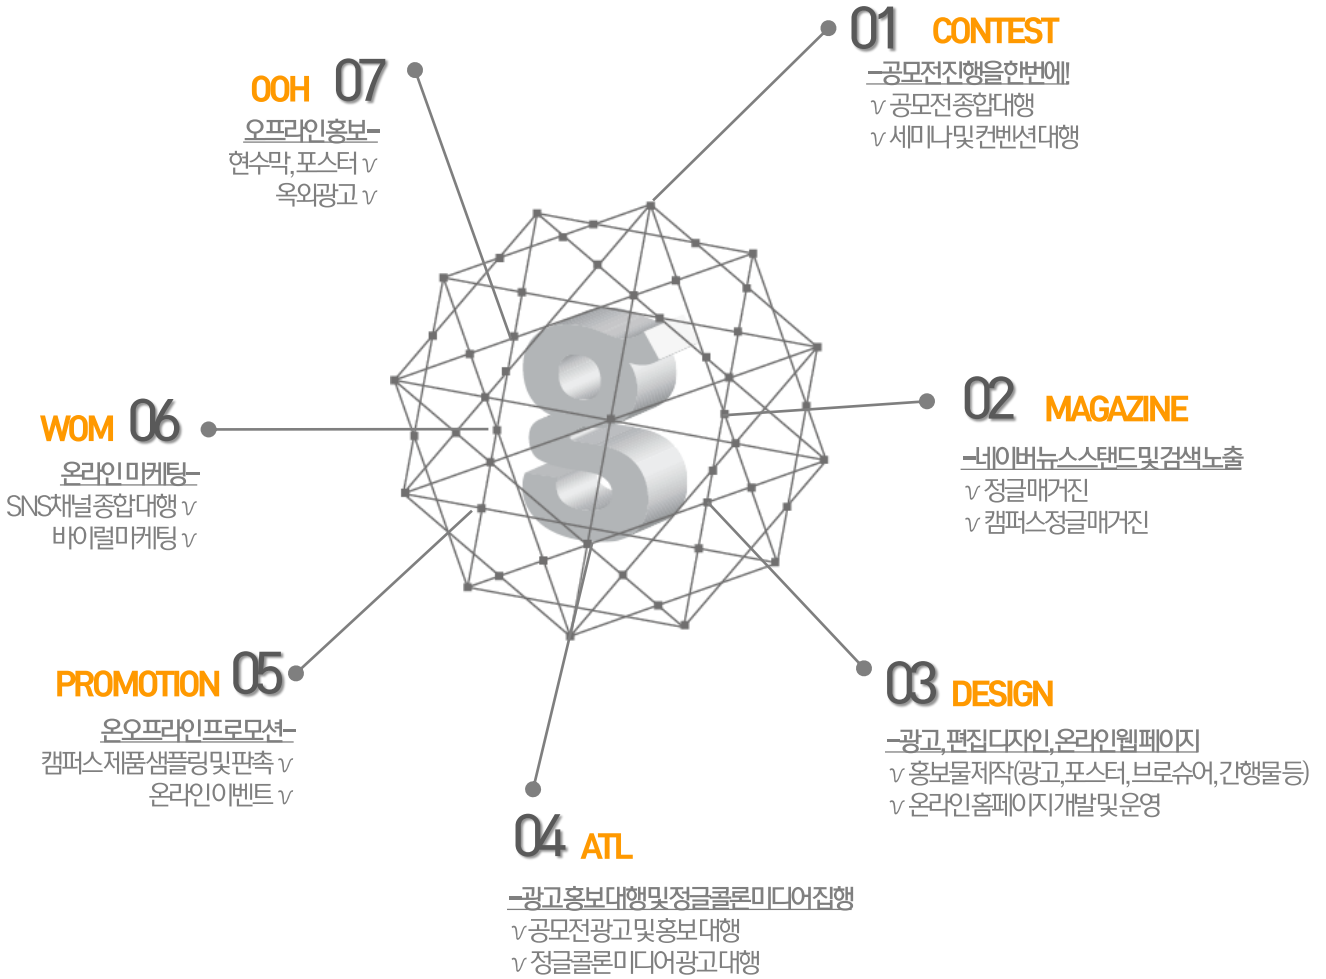 01 CONTEST
–공모전진행을한번에!
v 공모전종합대행
v 세미나및컨벤션대행
02 MAGAZINE
–네이버뉴스스탠드및검색노출
v 정글매거진
v 캠퍼스정글매거진
03 DESIGN
–광고,편집디자인,온라인웹페이지
v 홍보물제작(광고,포스터,브로슈어,간행물등)
v 온라인홈페이지개발및운영
04 ATL
–광고홍보대행및정글콜론미디어집행
v 공모전광고및홍보대행
v 정글콜론미디어광고대행
PROMOTION 05
온오프라인프로모션–
캠퍼스제품샘플링및판촉 v
온라인이벤트 v
WOM 06
온라인마케팅–
SNS채널종합대행 v
바이럴마케팅 v
OOH 07
오프라인홍보–
현수막,포스터 v
옥외광고 v